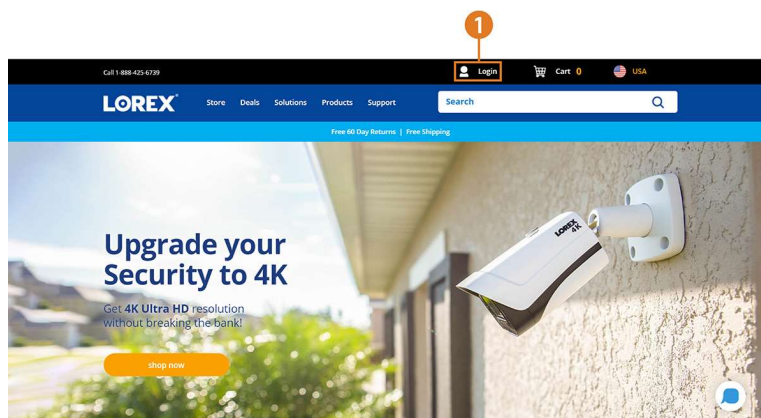 1
Call 1-888-425-6739
Login
Cart 0
USA
LOREX
Store Deals Solutions Products Support
Search
Free 60 Day Returns | Free Shipping
Upgrade your
Security to 4K
Get 4K Ultra HD resolution
without breaking the bank!
shop now
LOREX
4K